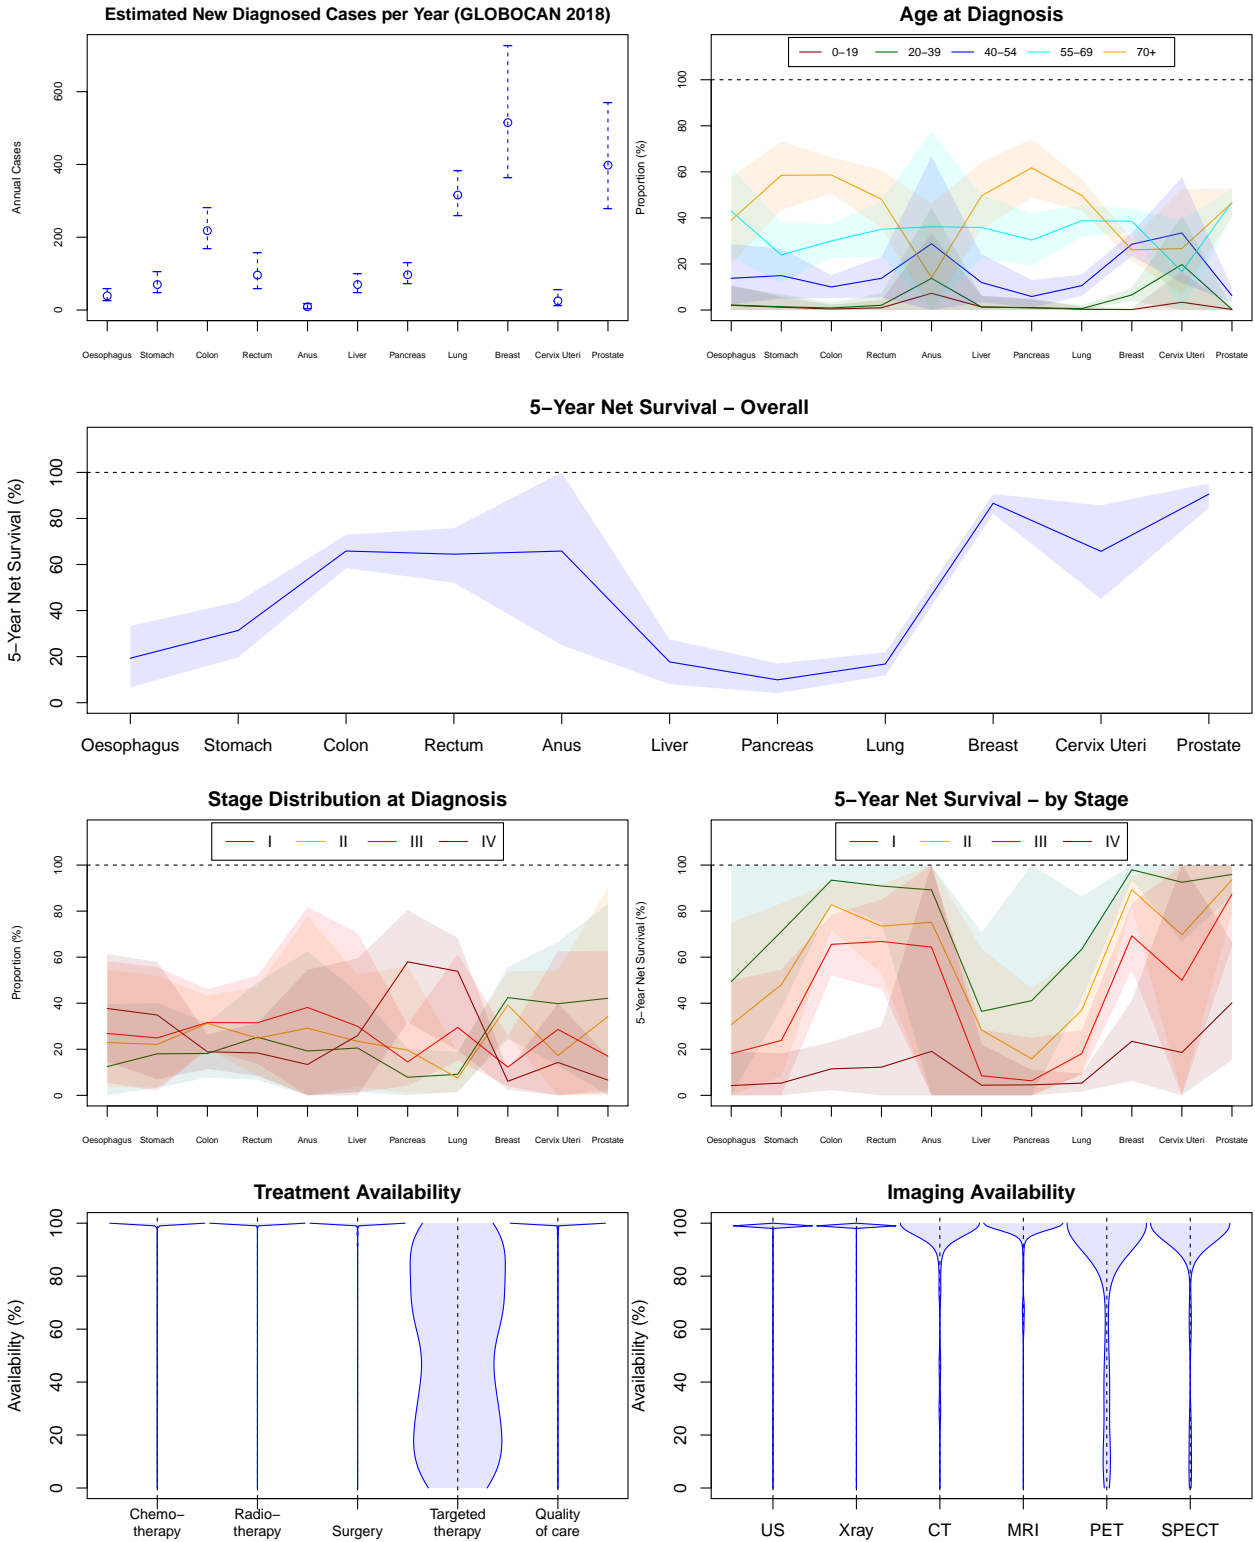 Estimated New Diagnosed Cases per Year (GLOBOCAN 2018)
Annual Cases
0 200 400 600
Oesophagus Stomach Colon Rectum Anus Liver Pancreas Lung Breast Cervix Uteri Prostate
Age at Diagnosis
0−19 20−39 40−54 55−69 70+
Proportion (%)
0 20 40 60 80 100
Oesophagus Stomach Colon Rectum Anus Liver Pancreas Lung Breast Cervix Uteri Prostate
5−Year Net Survival − Overall
5−Year Net Survival (%)
0 20 40 60 80 100
Oesophagus Stomach Colon Rectum Anus Liver Pancreas Lung Breast Cervix Uteri Prostate
Stage Distribution at Diagnosis
I II III IV
Proportion (%)
0 20 40 60 80 100
Oesophagus Stomach Colon Rectum Anus Liver Pancreas Lung Breast Cervix Uteri Prostate
5−Year Net Survival − by Stage
I II III IV
5−Year Net Survival (%)
0 20 40 60 80 100
Oesophagus Stomach Colon Rectum Anus Liver Pancreas Lung Breast Cervix Uteri Prostate
Treatment Availability
Availability (%)
0 20 40 60 80 100
Chemo− Radio− Targeted Quality
therapy therapy Surgery therapy of care
Imaging Availability
Availability (%)
0 20 40 60 80 100
US Xray CT MRI PET SPECT